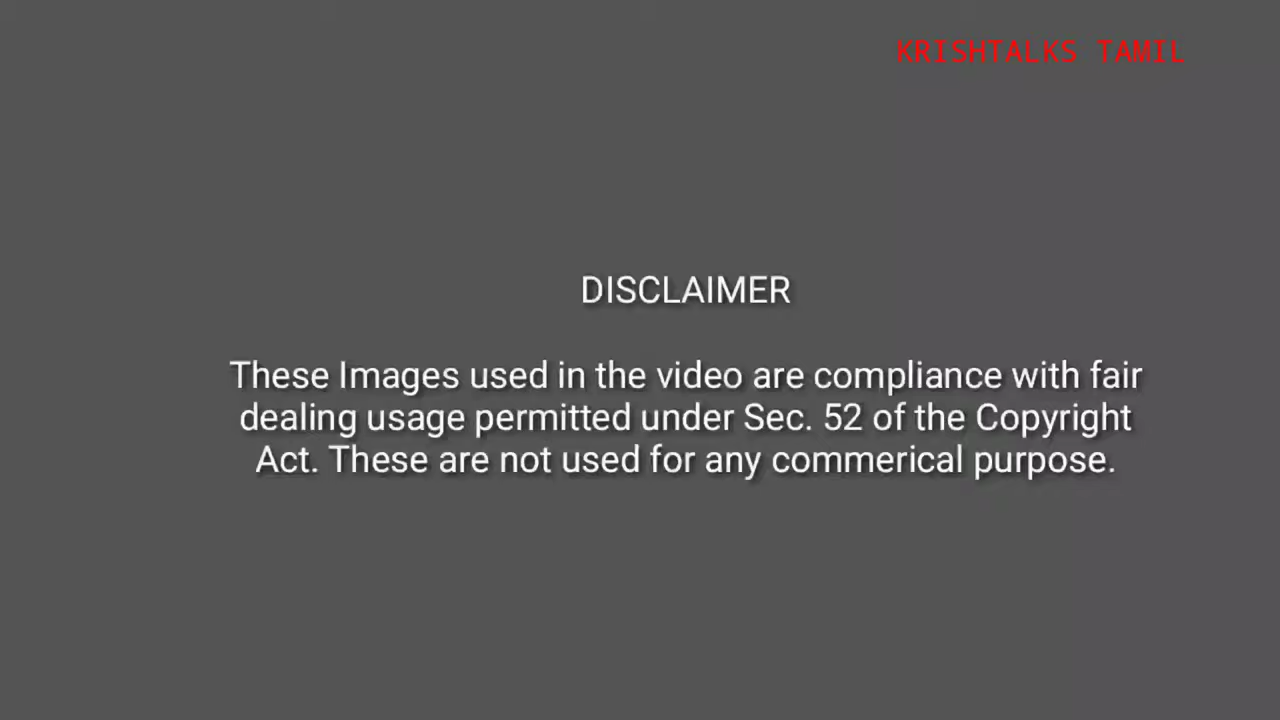 KRISHTALKS TAMIL
DISCLAIMER
These Images used in the video are compliance with fair
dealing usage permitted under Sec. 52 of the Copyright
Act. These are not used for any commerical purpose.